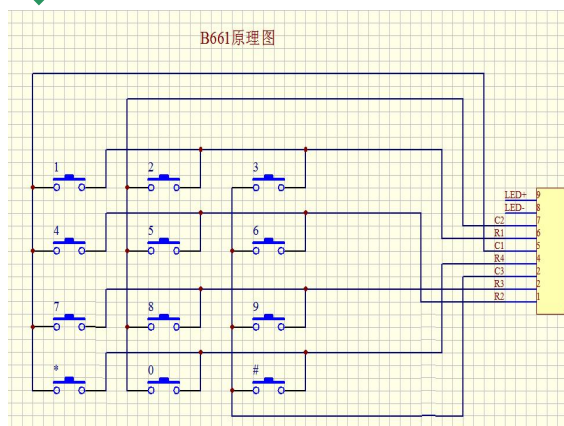 B661原理图
1 2 3
4 5 6
7 8 9
* 0 #
LED+ 9
LED- 8
C2 7
R1 6
C1 5
R4 4
C3 2
R3 2
R2 1